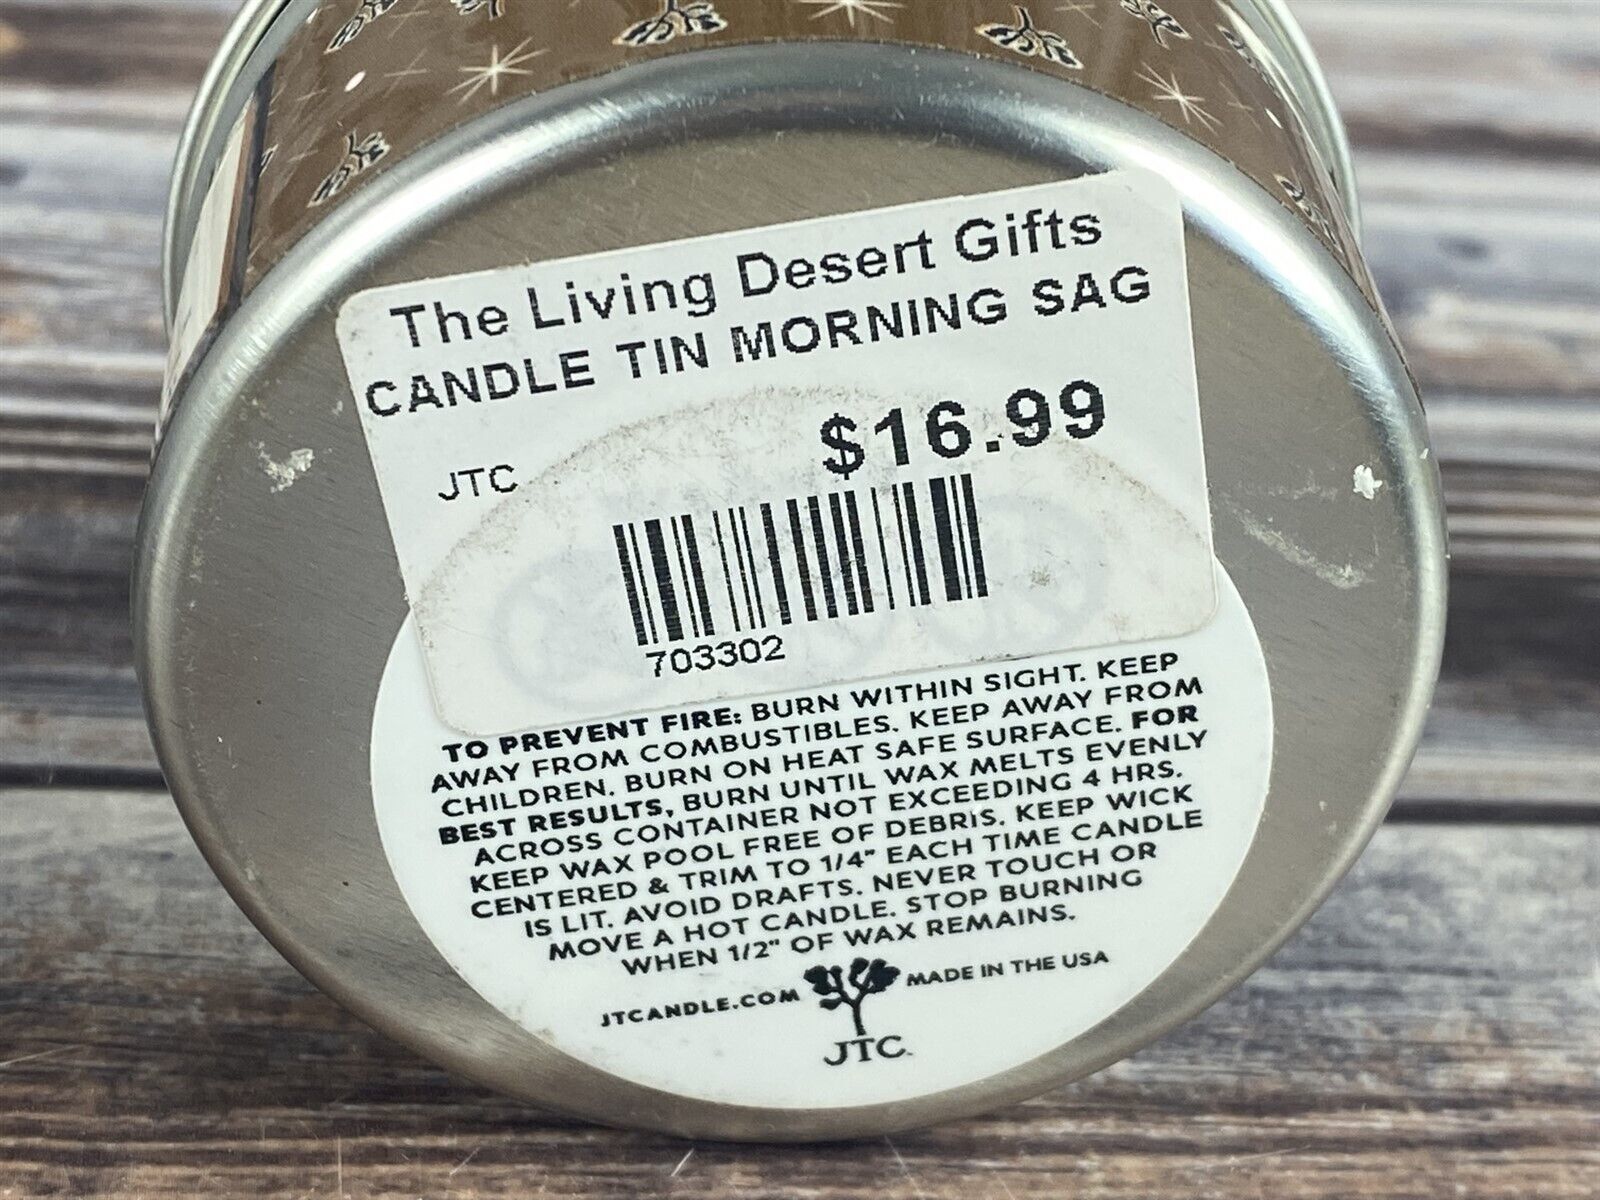 The Living Desert Gifts
CANDLE TIN MORNING SAG
$16.99
JTC
703302
TO PREVENT FIRE: BURN WITHIN SIGHT. KEEP
AWAY FROM COMBUSTIBLES. KEEP AWAY FROM
CHILDREN. BURN ON HEAT SAFE SURFACE. FOR
BEST RESULTS, BURN UNTIL WAX MELTS EVENLY
ACROSS CONTAINER NOT EXCEEDING 4 HRS.
KEEP WAX POOL FREE OF DEBRIS. KEEP WICK
CENTERED & TRIM TO 1/4" EACH TIME CANDLE
IS LIT. AVOID DRAFTS. NEVER TOUCH OR
MOVE A HOT CANDLE. STOP BURNING
WHEN 1/2" OF WAX REMAINS.
JTCANDLE.COM MADE IN THE USA
JTC